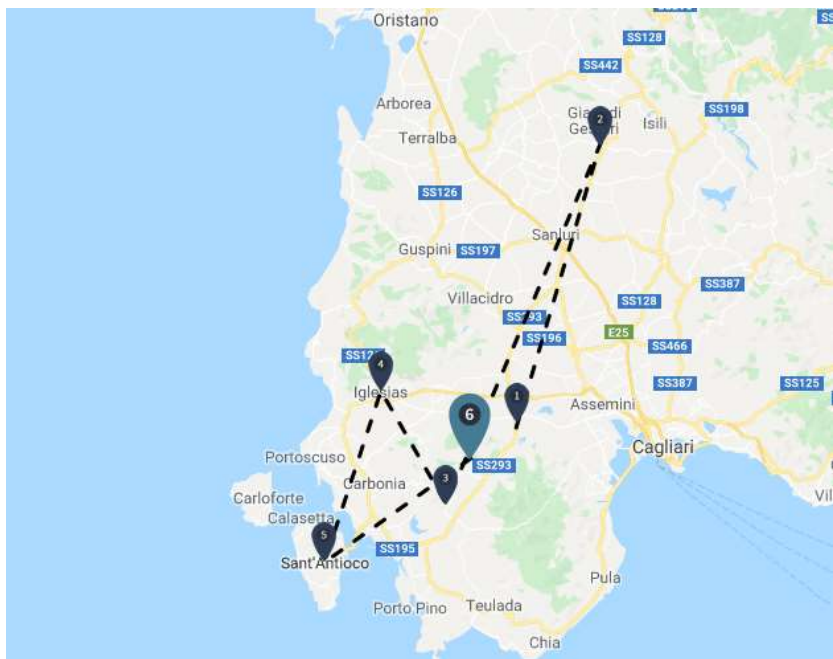 Oristano
SS128
SS442
Arborea
SS198
2
Isili
Terralba
SS126
Sanluri
Guspini
SS197
SS387
Villacidro
SS128
SS293
E25
SS196
SS466
4
Iglesias
SS387
SS125
1
Assemini
6
Cagliari
Portoscuso
SS293
3
Carbonia
Carloforte
Calasetta
5
SS195
Sant'Antioco
Pula
Porto Pino
Teulada
Chia